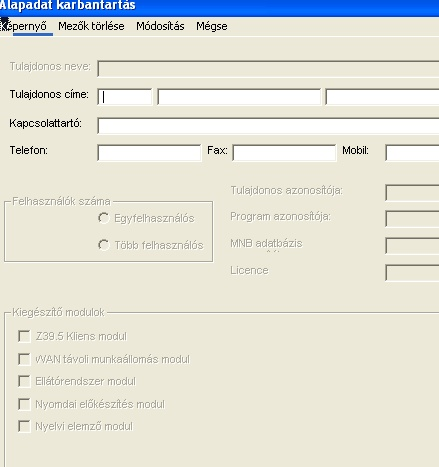 Alapadat karbantartás
Képernyő Mezők törlése Módosítás Mégse
Tulajdonos neve:
Tulajdonos címe:
Kapcsolattartó:
Telefon: Fax: Mobil:
Felhasználók száma
Egyfelhasználós
Több felhasználós
Tulajdonos azonosítója:
Program azonosítója:
MNB adatbázis
Licence
Kiegészítő modulok
Z39.5 Kliens modul
WAN távoli munkaállomás modul
Ellátórendszer modul
Nyomdai előkészítés modul
Nyelvi elemző modul